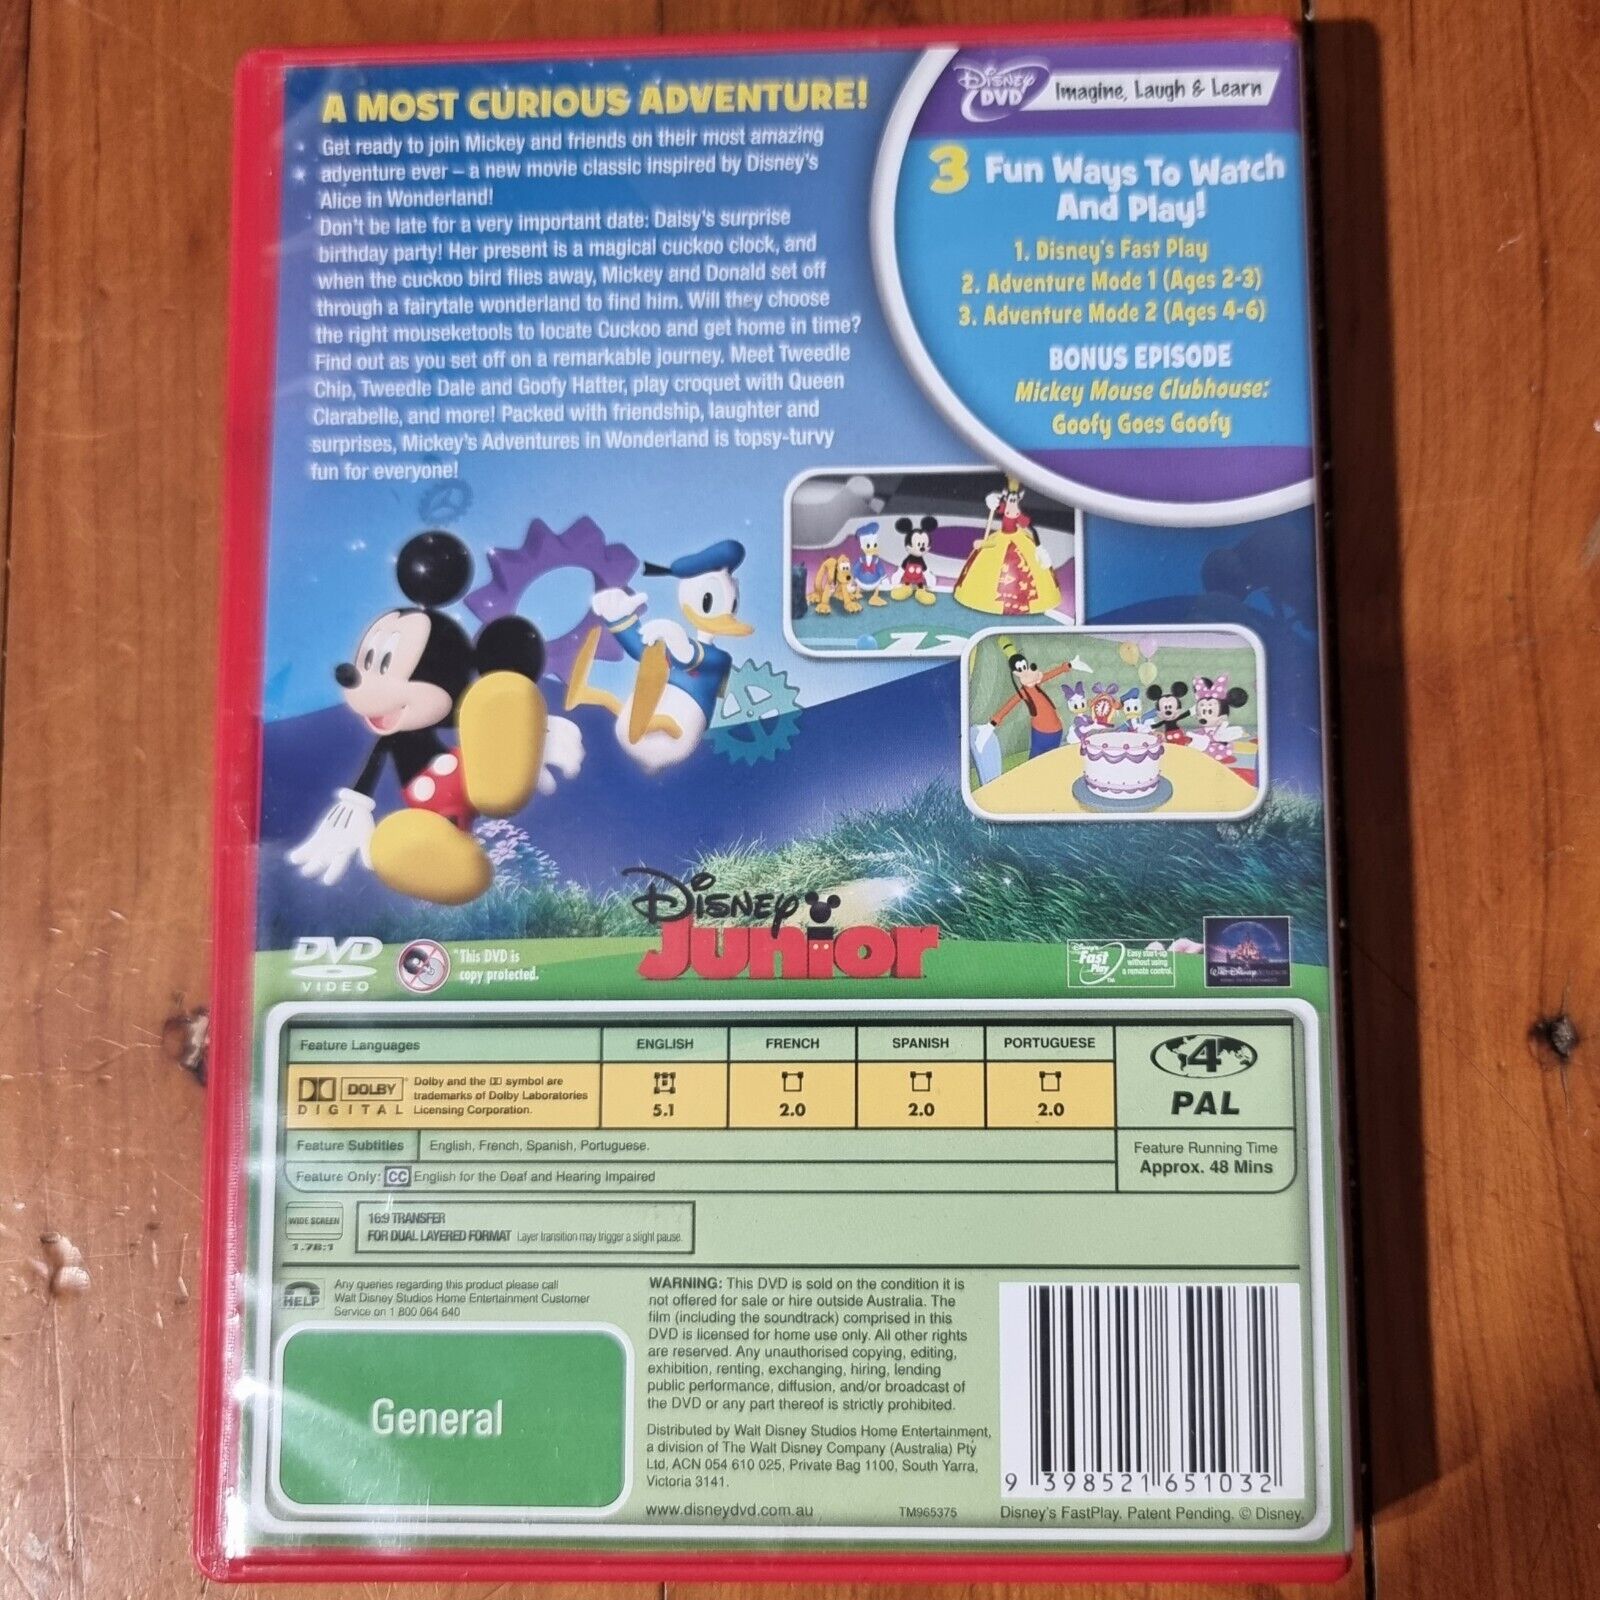 A MOST CURIOUS ADVENTURE!
Get ready to join Mickey and friends on their most amazing
adventure ever – a new movie classic inspired by Disney's
Alice in Wonderland!
Don't be late for a very important date: Daisy's surprise
birthday party! Her present is a magical cuckoo clock, and
when the cuckoo bird flies away, Mickey and Donald set off
through a fairytale wonderland to find him. Will they choose
the right mouseketools to locate Cuckoo and get home in time?
Find out as you set off on a remarkable journey. Meet Tweedle
Chip, Tweedle Dale and Goofy Hatter, play croquet with Queen
Clarabelle, and more! Packed with friendship, laughter and
surprises, Mickey's Adventures in Wonderland is topsy-turvy
fun for everyone!
Disney
DVD
Imagine, Laugh & Learn
3 Fun Ways To Watch
And Play!
1. Disney's Fast Play
2. Adventure Mode 1 (Ages 2-3)
3. Adventure Mode 2 (Ages 4-6)
BONUS EPISODE
Mickey Mouse Clubhouse:
Goofy Goes Goofy
DVD
VIDEO
"This DVD is
copy protected.
Disney
Junior
Disney's
Fast Play
TM
Easy start-up
without using
a remote control.
Walt Disney
Feature Languages
ENGLISH
FRENCH
SPANISH
PORTUGUESE
DOLBY
DIGITAL
Dolby and the DD symbol are
trademarks of Dolby Laboratories
Licensing Corporation.
5.1
2.0
2.0
2.0
4
PAL
Feature Subtitles
English, French, Spanish, Portuguese.
Feature Only: CC English for the Deaf and Hearing Impaired
Feature Running Time
Approx. 48 Mins
WIDE SCREEN
1.78:1
16:9 TRANSFER
FOR DUAL LAYERED FORMAT Layer transition may trigger a slight pause.
HELP
Any queries regarding this product please call
Walt Disney Studios Home Entertainment Customer
Service on 1 800 064 640
General
WARNING: This DVD is sold on the condition it is
not offered for sale or hire outside Australia. The
film (including the soundtrack) comprised in this
DVD is licensed for home use only. All other rights
are reserved. Any unauthorised copying, editing,
exhibition, renting, exchanging, hiring, lending
public performance, diffusion, and/or broadcast of
the DVD or any part thereof is strictly prohibited.
Distributed by Walt Disney Studios Home Entertainment,
a division of The Walt Disney Company (Australia) Pty
Ltd, ACN 054 610 025, Private Bag 1100, South Yarra,
Victoria 3141.
www.disneydvd.com.au
TM965375
9 398521 651032
Disney's FastPlay. Patent Pending. © Disney.